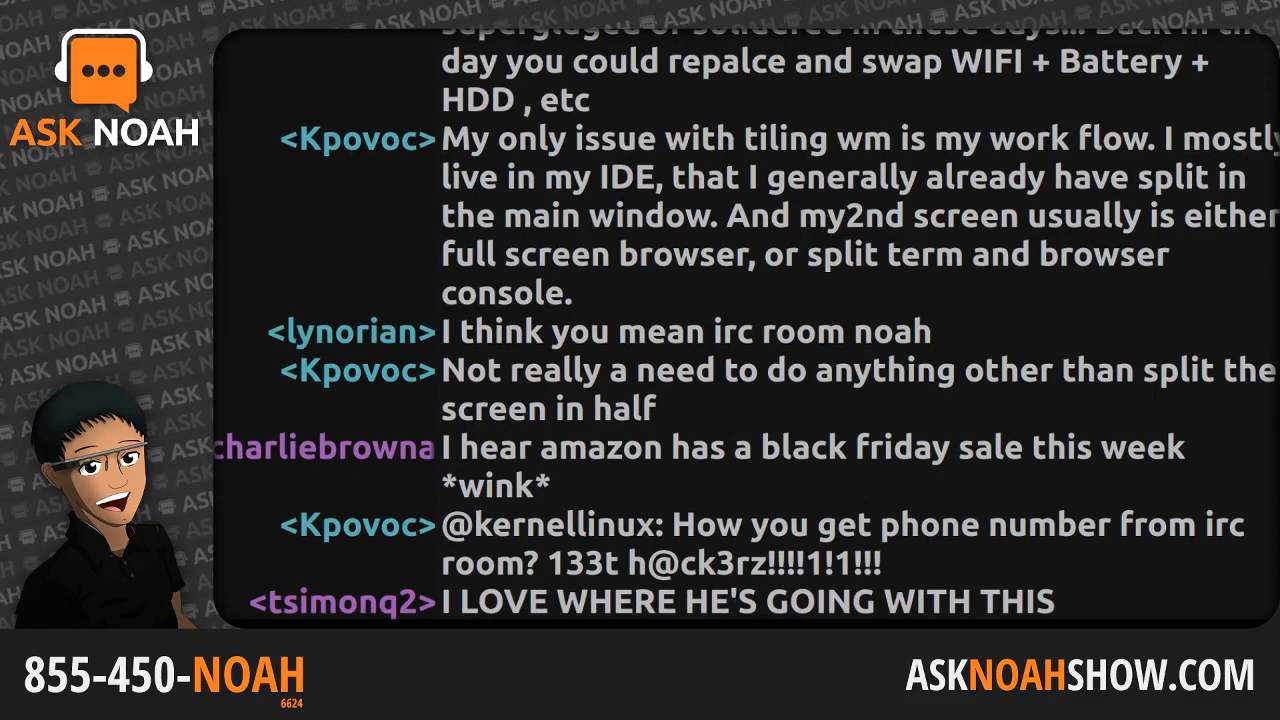 ASK NOAH
day you could repalce and swap WIFI + Battery +
HDD , etc
<Kpovoc> My only issue with tiling wm is my work flow. I mostly
live in my IDE, that I generally already have split in
the main window. And my2nd screen usually is either
full screen browser, or split term and browser
console.
<lynorian> I think you mean irc room noah
<Kpovoc> Not really a need to do anything other than split the
screen in half
charliebrowna I hear amazon has a black friday sale this week
*wink*
<Kpovoc> @kernellinux: How you get phone number from irc
room? 133t h@ck3rz!!!!1!1!!!
<tsimonq2> I LOVE WHERE HE'S GOING WITH THIS
855-450-NOAH
6624
ASKNOAHSHOW.COM